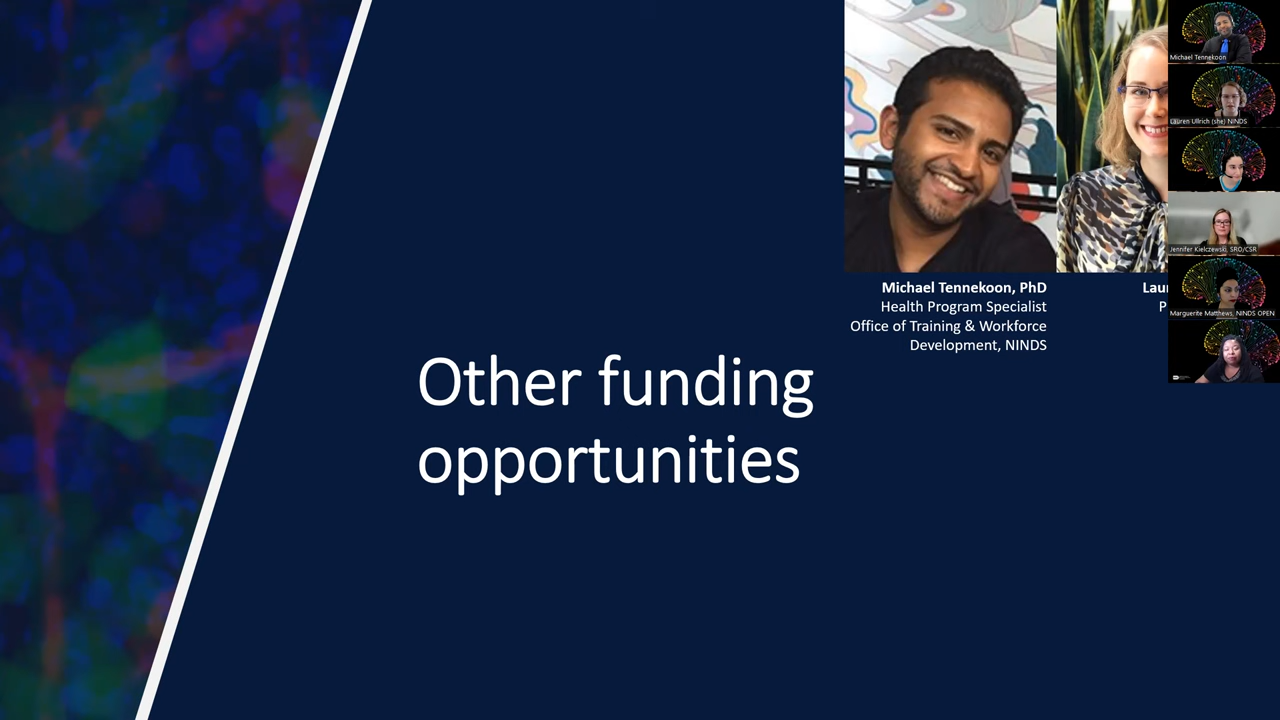 Other funding
opportunities
Michael Tennekoon, PhD
Health Program Specialist
Office of Training & Workforce
Development, NINDS
Laur
P
Michael Tennekoon
Lauren Ullrich (she) NINDS
Jennifer Kielczewski, SRO/CSR
Marguerite Matthews, NINDS OPEN